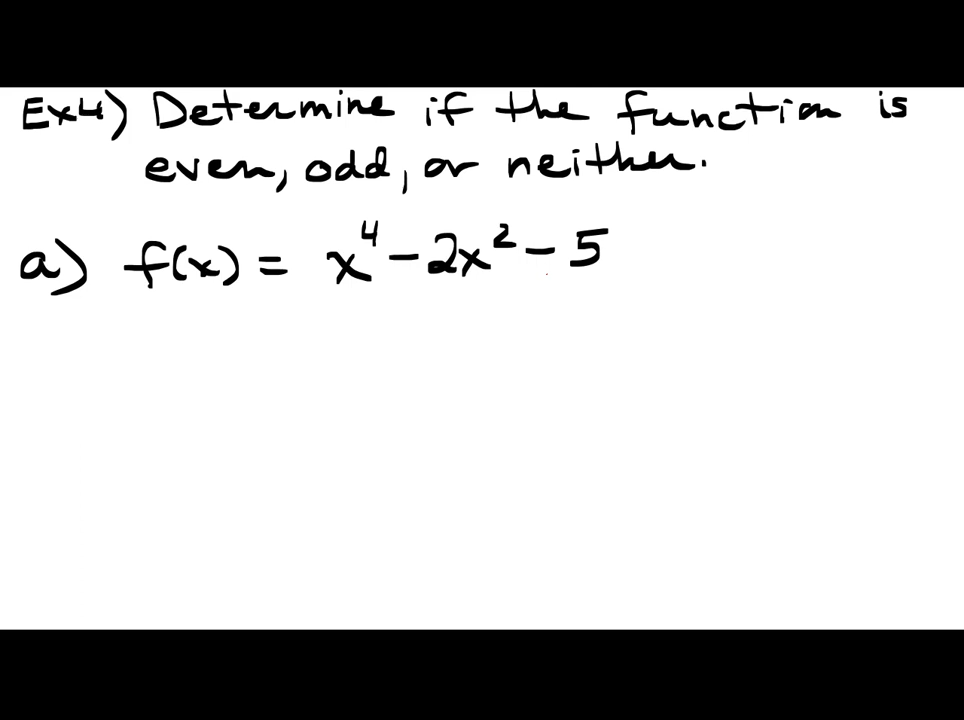 Ex4) Determine if the function is
even, odd, or neither.
a) f(x) = x⁴ - 2x² - 5